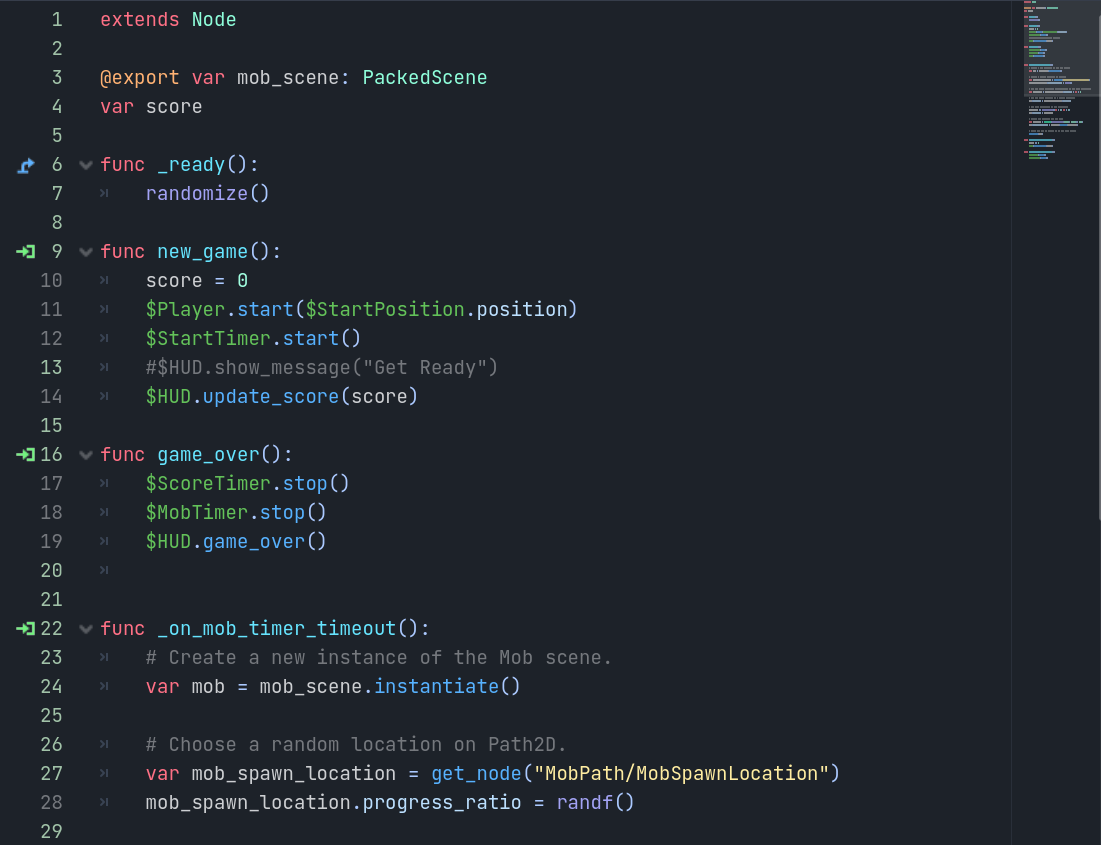 1 extends Node
2
3 @export var mob_scene: PackedScene
4 var score
5
6 func _ready():
7 randomize()
8
9 func new_game():
10 score = 0
11 $Player.start($StartPosition.position)
12 $StartTimer.start()
13 #$HUD.show_message("Get Ready")
14 $HUD.update_score(score)
15
16 func game_over():
17 $ScoreTimer.stop()
18 $MobTimer.stop()
19 $HUD.game_over()
20
21
22 func _on_mob_timer_timeout():
23 # Create a new instance of the Mob scene.
24 var mob = mob_scene.instantiate()
25
26 # Choose a random location on Path2D.
27 var mob_spawn_location = get_node("MobPath/MobSpawnLocation")
28 mob_spawn_location.progress_ratio = randf()
29